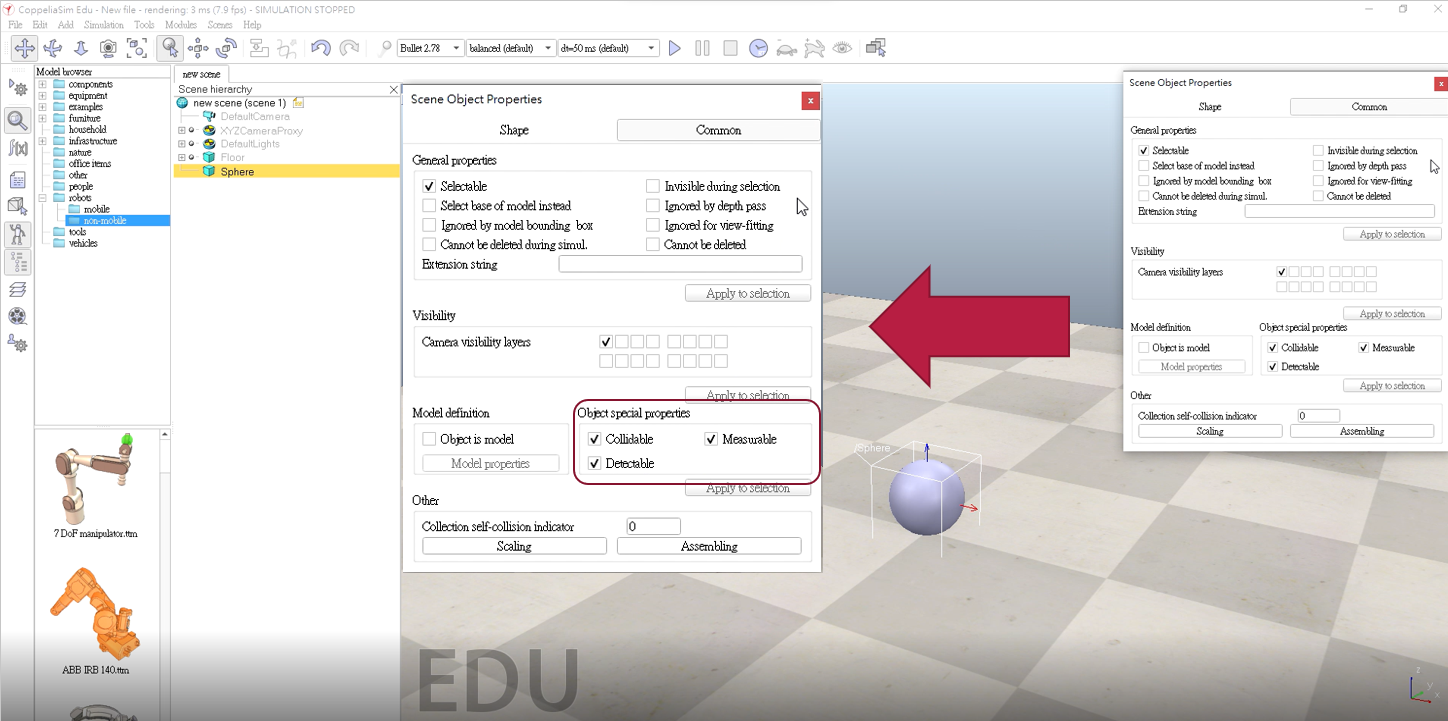 CoppeliaSim Edu - New file - rendering: 3 ms (7.9 fps) - SIMULATION STOPPED
File Edit Add Simulation Tools Modules Scenes Help
Bullet 2.78 balanced (default) dt=50 ms (default)
Model browser
components
equipment
examples
furniture
household
infrastructure
nature
office items
other
people
robots
mobile
non-mobile
tools
vehicles
7 DoF manipulator.ttm
ABB IRB 140.ttm
new scene
Scene hierarchy
new scene (scene 1)
DefaultCamera
XYZCameraProxy
DefaultLights
Floor
Sphere
Scene Object Properties
x
Shape Common
General properties
Selectable Invisible during selection
Select base of model instead Ignored by depth pass
Ignored by model bounding box Ignored for view-fitting
Cannot be deleted during simul. Cannot be deleted
Extension string
Apply to selection
Visibility
Camera visibility layers
Apply to selection
Model definition Object special properties
Object is model Collidable Measurable
Model properties Detectable
Apply to selection
Other
Collection self-collision indicator 0
Scaling Assembling
/Sphere
EDU
Scene Object Properties
x
Shape Common
General properties
Selectable Invisible during selection
Select base of model instead Ignored by depth pass
Ignored by model bounding box Ignored for view-fitting
Cannot be deleted during simul. Cannot be deleted
Extension string
Apply to selection
Visibility
Camera visibility layers
Apply to selection
Model definition Object special properties
Object is model Collidable Measurable
Model properties Detectable
Apply to selection
Other
Collection self-collision indicator 0
Scaling Assembling
z
y
x